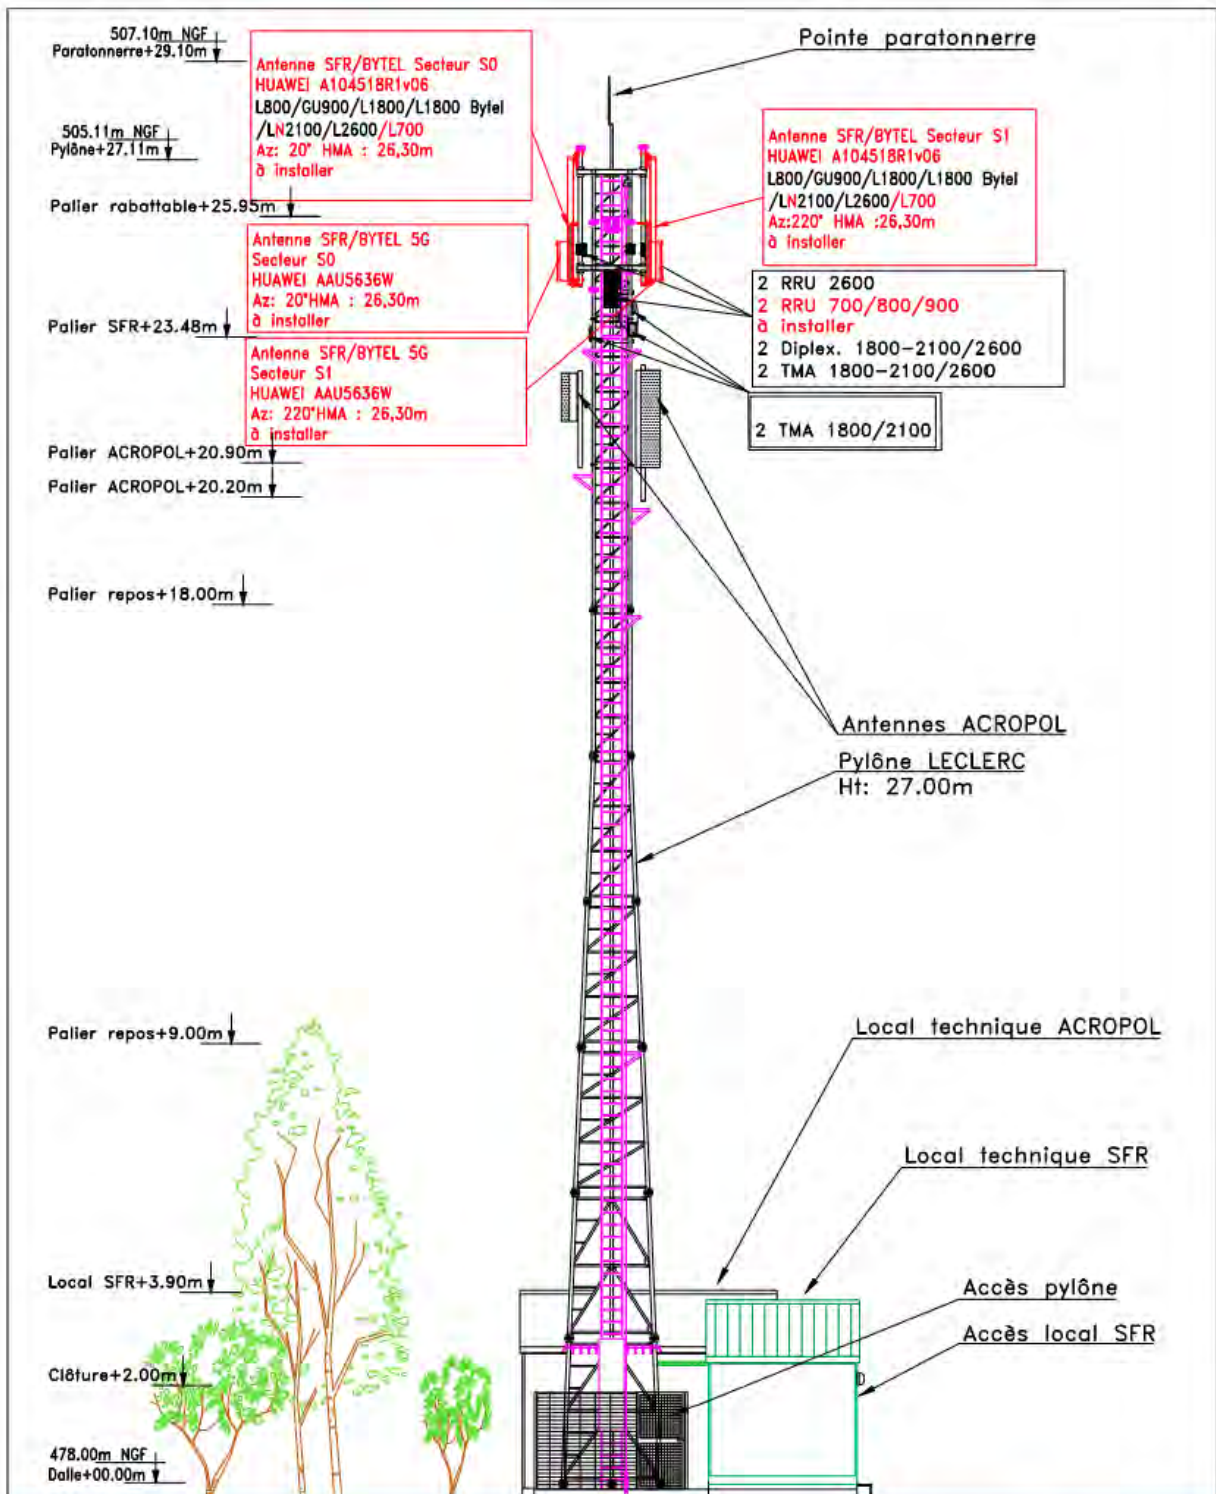 507.10m NGF
Paratonnerre+29.10m
Pointe paratonnerre
Antenne SFR/BYTEL Secteur S0
HUAWEI A104518R1v06
L800/GU900/L1800/L1800 Bytel
/LN2100/L2600/L700
Az: 20° HMA : 26,30m
à installer
505.11m NGF
Pylône+27.11m
Antenne SFR/BYTEL Secteur S1
HUAWEI A104518R1v06
L800/GU900/L1800/L1800 Bytel
/LN2100/L2600/L700
Az:220° HMA :26,30m
à installer
Palier rabattable+25.95m
Antenne SFR/BYTEL 5G
Secteur S0
HUAWEI AAU5636W
Az: 20°HMA : 26,30m
à installer
2 RRU 2600
2 RRU 700/800/900
à installer
2 Diplex. 1800-2100/2600
2 TMA 1800-2100/2600
Palier SFR+23.48m
Antenne SFR/BYTEL 5G
Secteur S1
HUAWEI AAU5636W
Az: 220°HMA : 26,30m
à installer
2 TMA 1800/2100
Palier ACROPOL+20.90m
Palier ACROPOL+20.20m
Palier repos+18.00m
Antennes ACROPOL
Pylône LECLERC
Ht: 27.00m
Palier repos+9.00m
Local technique ACROPOL
Local technique SFR
Local SFR+3.90m
Accès pylône
Accès local SFR
Clôture+2.00m
478.00m NGF
Dalle+00.00m